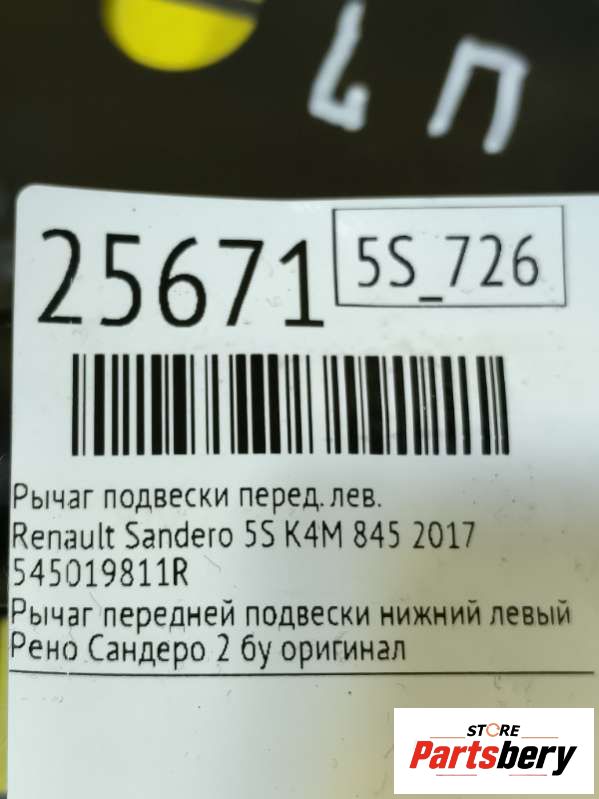 L П
25671
5S_726
Рычаг подвески перед. лев.
Renault Sandero 5S K4M 845 2017
545019811R
Рычаг передней подвески нижний левый
Рено Сандеро 2 бу оригинал
STORE
Partsbery